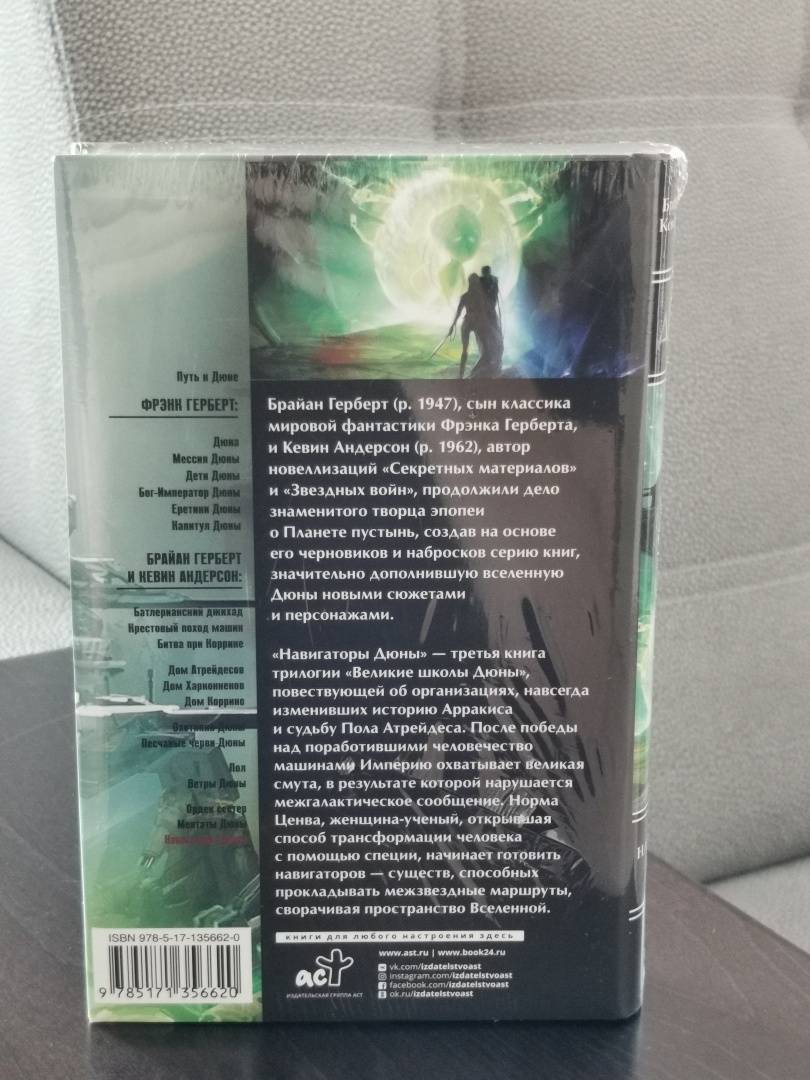 Путь к Дюне
ФРЭНК ГЕРБЕРТ:
Дюна
Мессия Дюны
Дети Дюны
Бог-Император Дюны
Еретики Дюны
Капитул Дюны
БРАЙАН ГЕРБЕРТ
И КЕВИН АНДЕРСОН:
Батлерианский джихад
Крестовый поход машин
Битва при Коррине
Дом Атрейдесов
Дом Харконненов
Дом Коррино
Охотники Дюны
Песчаные черви Дюны
Пол
Ветры Дюны
Орден сестер
Ментаты Дюны
Навигаторы Дюны
Брайан Герберт (р. 1947), сын классика
мировой фантастики Фрэнка Герберта,
и Кевин Андерсон (р. 1962), автор
новеллизаций «Секретных материалов»
и «Звездных войн», продолжили дело
знаменитого творца эпопеи
о Планете пустынь, создав на основе
его черновиков и набросков серию книг,
значительно дополнившую вселенную
Дюны новыми сюжетами
и персонажами.
«Навигаторы Дюны» — третья книга
трилогии «Великие школы Дюны»,
повествующей об организациях, навсегда
изменивших историю Арракиса
и судьбу Пола Атрейдеса. После победы
над поработившими человечество
машинами Империю охватывает великая
смута, в результате которой нарушается
межгалактическое сообщение. Норма
Ценва, женщина-ученый, открывшая
способ трансформации человека
с помощью специи, начинает готовить
навигаторов — существ, способных
прокладывать межзвездные маршруты,
сворачивая пространство Вселенной.
ISBN 978-5-17-135662-0
9 785171 356620
книги для любого настроения здесь
аст
ИЗДАТЕЛЬСКАЯ ГРУППА АСТ
www.ast.ru | www.book24.ru
vk.com/izdatelstvoast
instagram.com/izdatelstvoast
facebook.com/izdatelstvoast
ok.ru/izdatelstvoast